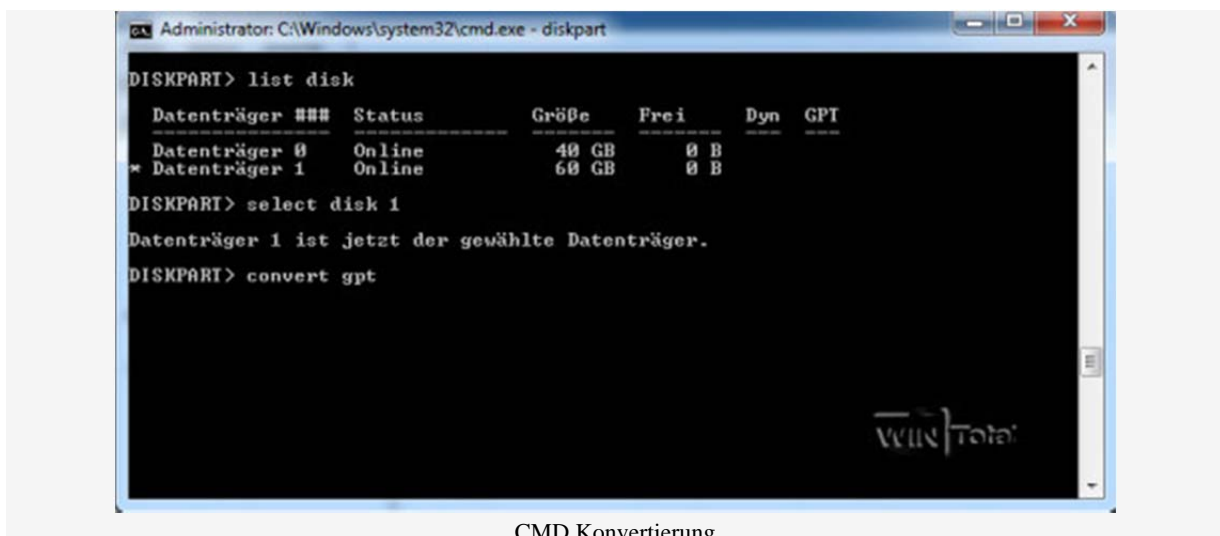 Administrator: C:\Windows\system32\cmd.exe - diskpart
DISKPART> list disk
Datenträger ### Status Größe Frei Dyn GPT
--------------- ------------- ------- ------- --- ---
Datenträger 0 Online 40 GB 0 B
* Datenträger 1 Online 60 GB 0 B
DISKPART> select disk 1
Datenträger 1 ist jetzt der gewählte Datenträger.
DISKPART> convert gpt
WIN Total
CMD Konvertierung